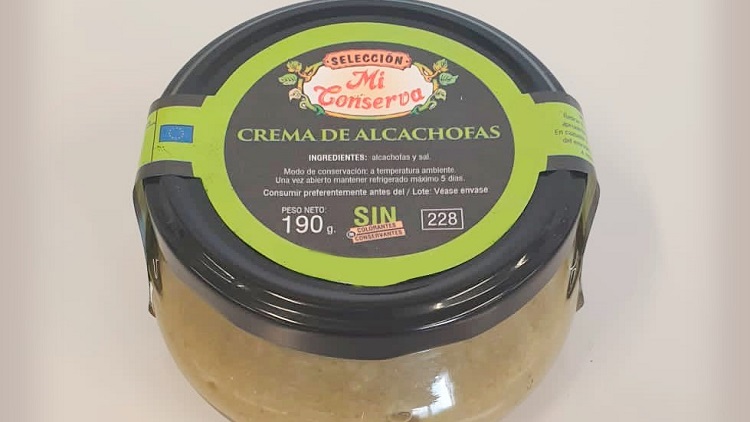 SELECCIÓN
Mi
Conserva
CREMA DE ALCACHOFAS
INGREDIENTES: alcachofas y sal.
Modo de conservación: a temperatura ambiente.
Una vez abierto mantener refrigerado máximo 5 días.
Consumir preferentemente antes del / Lote: Véase envase
PESO NETO:
190 g.
SIN
COLORANTES
CONSERVANTES
228